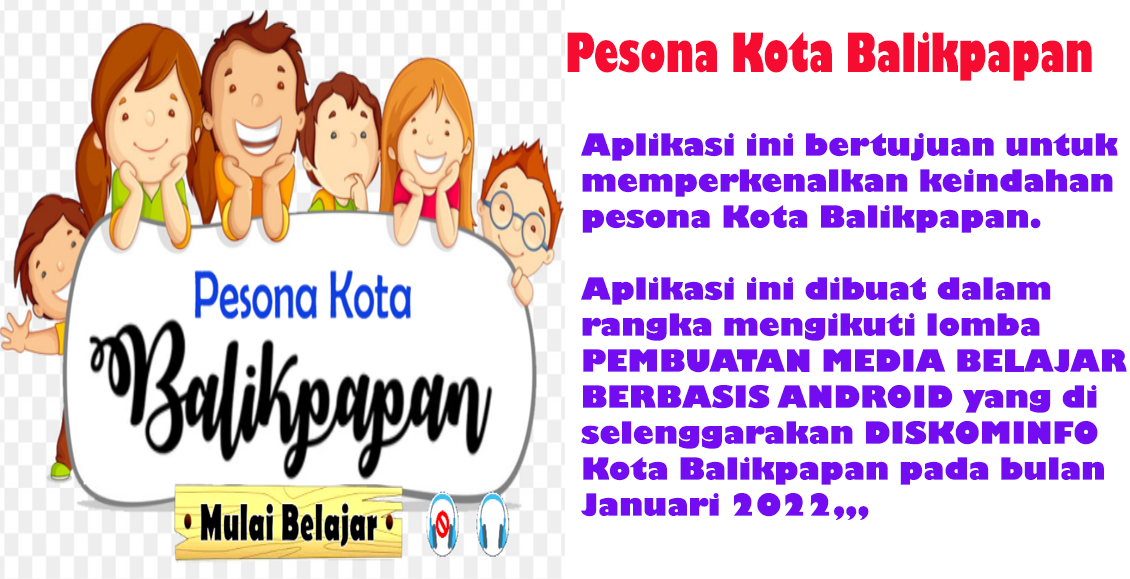 Pesona Kota
Balikpapan
Mulai Belajar
Pesona Kota Balikpapan
Aplikasi ini bertujuan untuk
memperkenalkan keindahan
pesona Kota Balikpapan.
Aplikasi ini dibuat dalam
rangka mengikuti lomba
PEMBUATAN MEDIA BELAJAR
BERBASIS ANDROID yang di
selenggarakan DISKOMINFO
Kota Balikpapan pada bulan
Januari 2022,,,